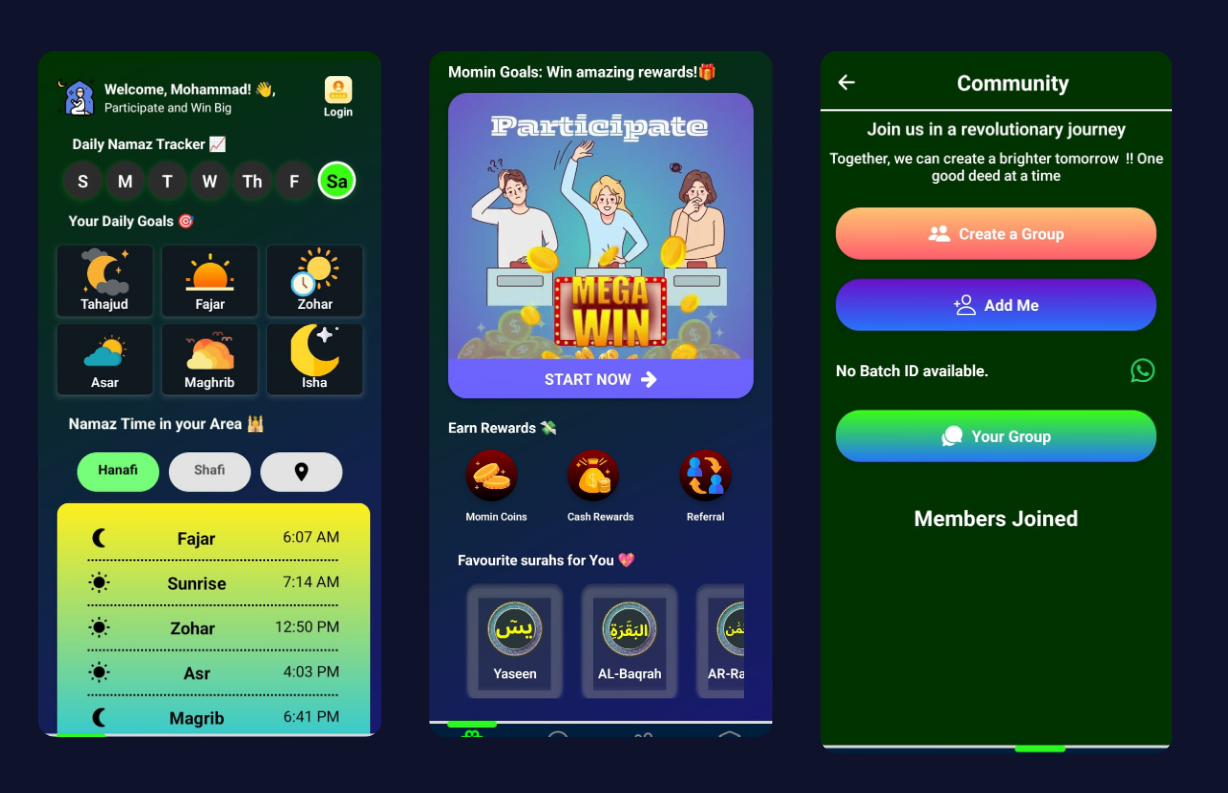 Welcome, Mohammad! 👋,
Participate and Win Big
Login
Daily Namaz Tracker 📈
S M T W Th F Sa
Your Daily Goals 🎯
Tahajud Fajar Zohar
Asar Maghrib Isha
Namaz Time in your Area 🕌
Hanafi Shafi
Fajar 6:07 AM
Sunrise 7:14 AM
Zohar 12:50 PM
Asr 4:03 PM
Magrib 6:41 PM
Momin Goals: Win amazing rewards!🎁
Participate
???
MEGA
WIN
START NOW
Earn Rewards 💸
Momin Coins Cash Rewards Referral
Favourite surahs for You 💖
يسٓ البَقَرَة
Yaseen AL-Baqrah AR-Ra
Community
Join us in a revolutionary journey
Together, we can create a brighter tomorrow !! One
good deed at a time
Create a Group
Add Me
No Batch ID available.
Your Group
Members Joined